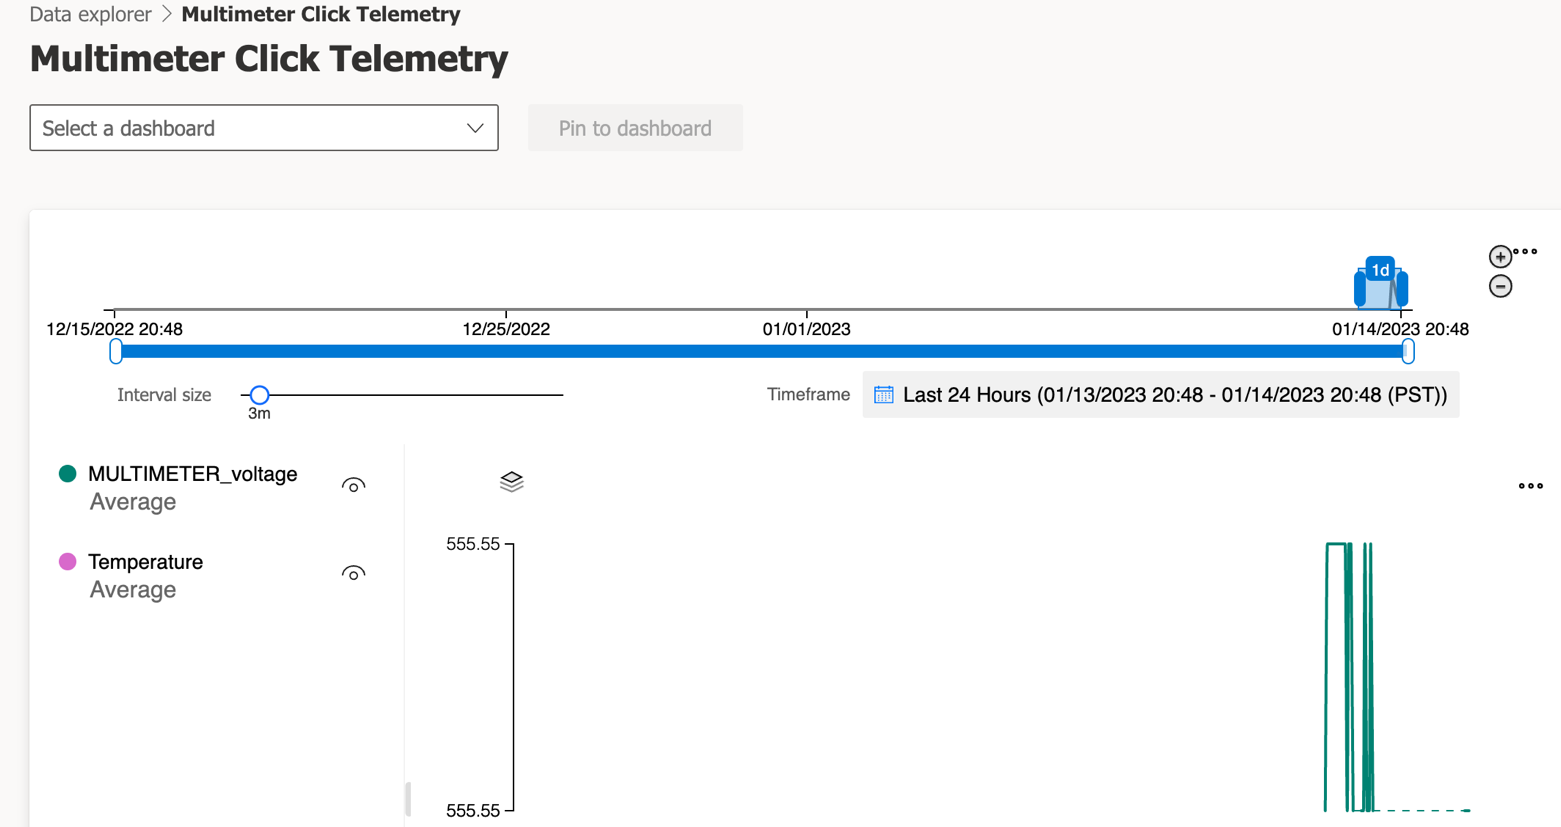 Data explorer > Multimeter Click Telemetry
Multimeter Click Telemetry
Select a dashboard
Pin to dashboard
1d
12/15/2022 20:48
12/25/2022
01/01/2023
01/14/2023 20:48
Interval size
3m
Timeframe
Last 24 Hours (01/13/2023 20:48 - 01/14/2023 20:48 (PST))
MULTIMETER_voltage
Average
Temperature
Average
555.55
555.55